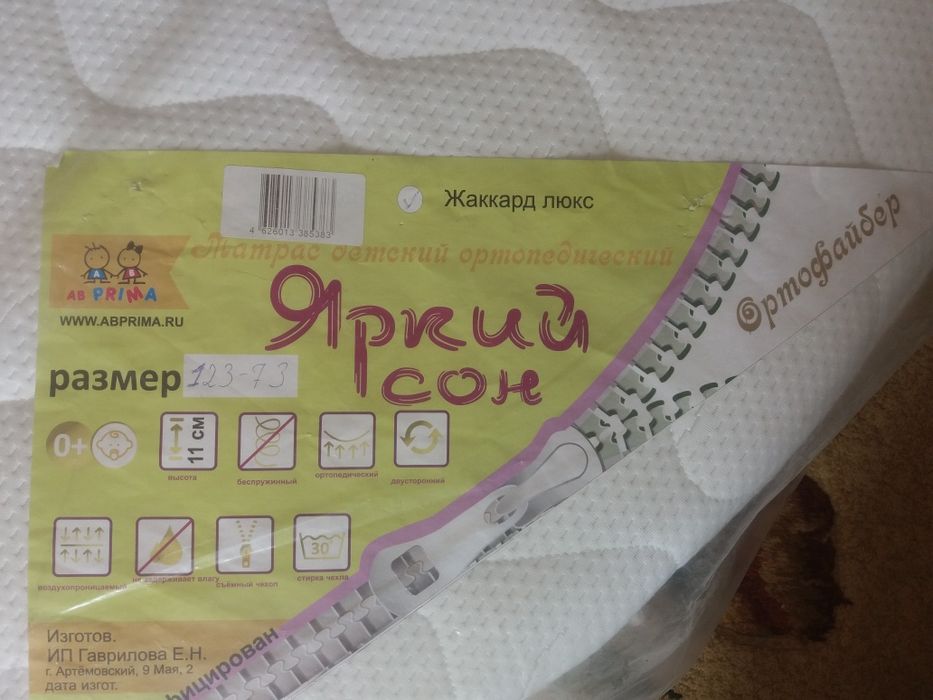 Жаккард люкс
4 626013 385383
Матрас детский ортопедический
Ортофайбер
AB PRIMA
WWW.ABPRIMA.RU
Яркий
сон
размер 123-73
0+
11 см
высота
беспружинный
ортопедический
двусторонний
30°
воздухопроницаемый
не задерживает влагу
съёмный чехол
стирка чехла
Изготов.
ИП Гаврилова Е.Н.
г. Артёмовский, 9 Мая, 2
дата изгот.
фицирован